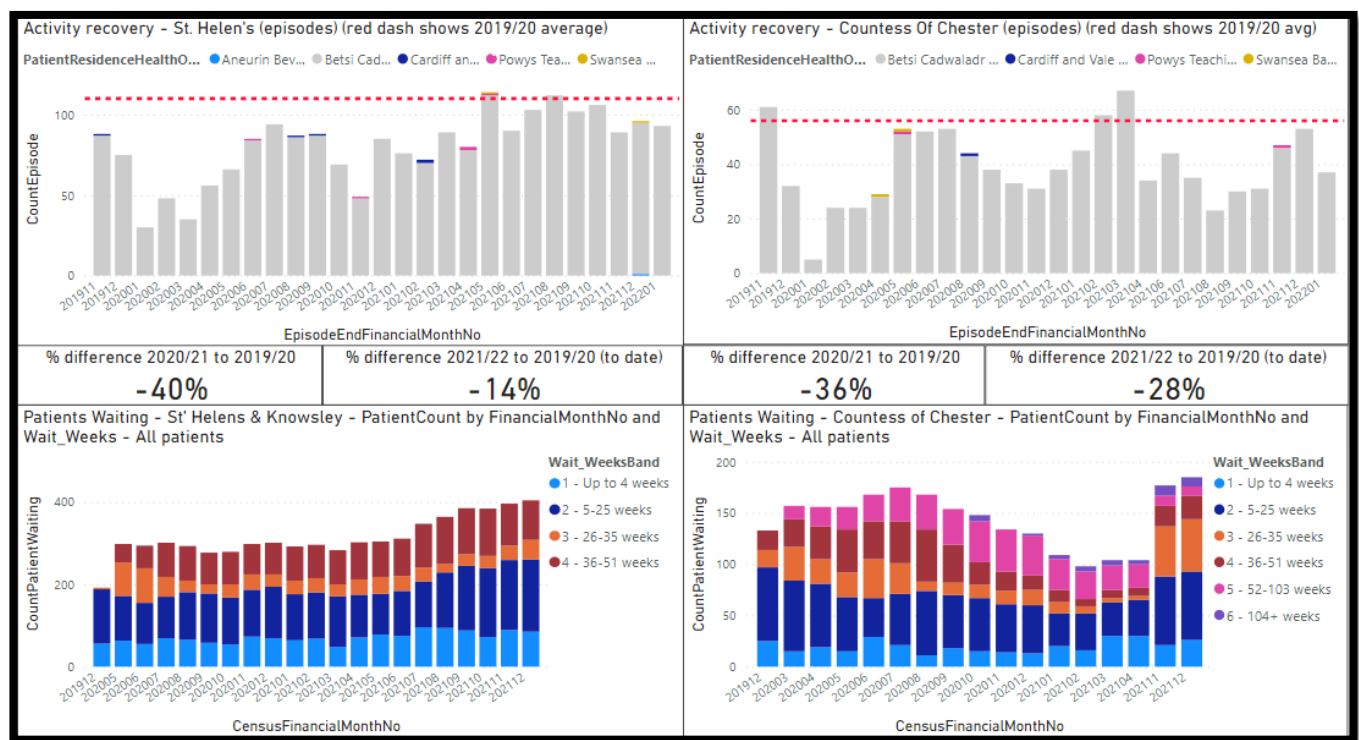 Activity recovery - St. Helen's (episodes) (red dash shows 2019/20 average)
PatientResidenceHealthO... Aneurin Bev... Betsi Cad... Cardiff an... Powys Tea... Swansea ...
CountEpisode
100
50
0
201911 201912 202001 202002 202003 202004 202005 202006 202007 202008 202009 202010 202011 202012 202101 202102 202103 202104 202105 202106 202107 202108 202109 202110 202111 202112 202201
EpisodeEndFinancialMonthNo
Activity recovery - Countess Of Chester (episodes) (red dash shows 2019/20 avg)
PatientResidenceHealthO... Betsi Cadwaladr ... Cardiff and Vale ... Powys Teachi... Swansea Ba...
CountEpisode
60
40
20
0
201911 201912 202001 202002 202003 202004 202005 202006 202007 202008 202009 202010 202011 202012 202101 202102 202103 202104 202106 202107 202108 202109 202110 202111 202112 202201
EpisodeEndFinancialMonthNo
% difference 2020/21 to 2019/20
-40%
% difference 2021/22 to 2019/20 (to date)
-14%
% difference 2020/21 to 2019/20
-36%
% difference 2021/22 to 2019/20 (to date)
-28%
Patients Waiting - St' Helens & Knowsley - PatientCount by FinancialMonthNo and
Wait_Weeks - All patients
Wait_WeeksBand
1 - Up to 4 weeks
2 - 5-25 weeks
3 - 26-35 weeks
4 - 36-51 weeks
CountPatientWaiting
400
200
0
201912 202005 202006 202007 202008 202009 202010 202011 202012 202101 202102 202103 202104 202105 202106 202107 202108 202109 202110 202111 202112
CensusFinancialMonthNo
Patients Waiting - Countess of Chester - PatientCount by FinancialMonthNo and
Wait_Weeks - All patients
Wait_WeeksBand
1 - Up to 4 weeks
2 - 5-25 weeks
3 - 26-35 weeks
4 - 36-51 weeks
5 - 52-103 weeks
6 - 104+ weeks
CountPatientWaiting
200
150
100
50
0
201912 202003 202004 202005 202006 202007 202008 202009 202010 202011 202012 202101 202102 202103 202104 202111 202112
CensusFinancialMonthNo